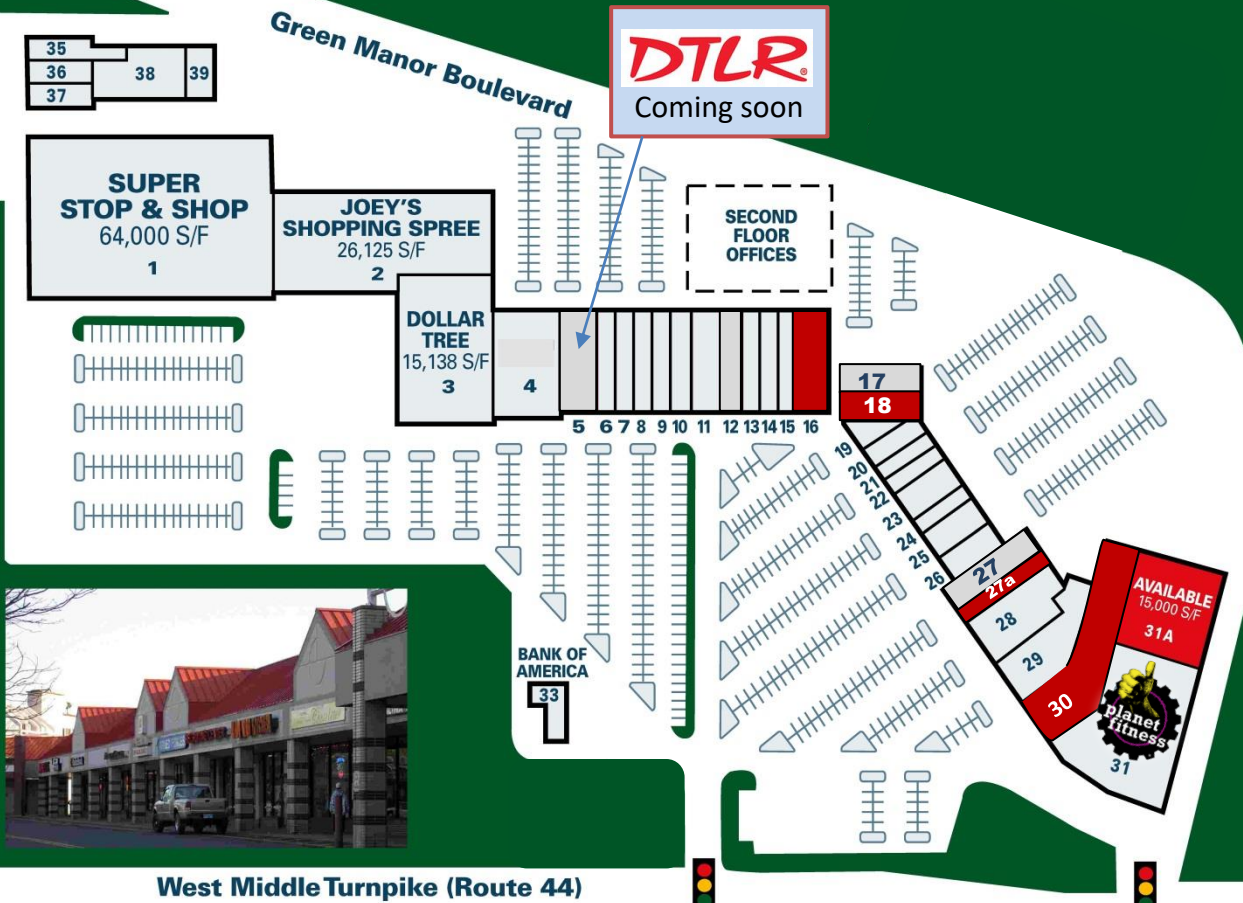 Green Manor Boulevard
DTLR
Coming soon
35
36
37
38
39
SUPER
STOP & SHOP
64,000 S/F
1
JOEY'S
SHOPPING SPREE
26,125 S/F
2
SECOND
FLOOR
OFFICES
DOLLAR
TREE
15,138 S/F
3
4
5 6 7 8 9 10 11 12 13 14 15 16
17
18
19
20
21
22
23
24
25
26
27
27a
28
29
30
AVAILABLE
15,000 S/F
31A
planet
fitness
31
BANK OF
AMERICA
33
West Middle Turnpike (Route 44)